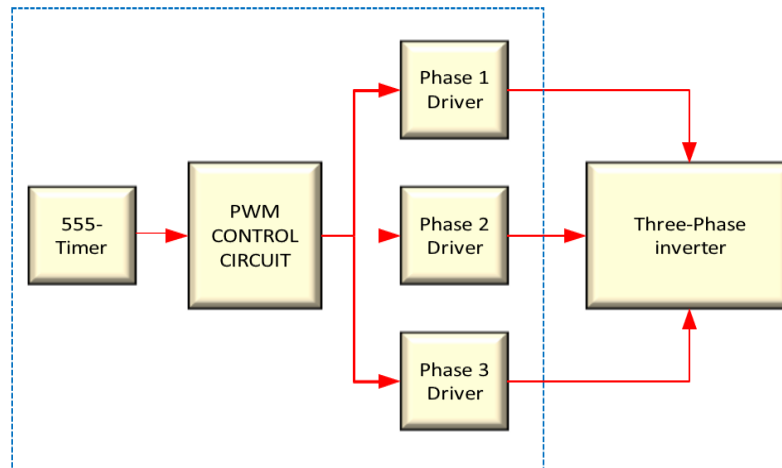 Phase 1
Driver
555-
Timer
PWM
CONTROL
CIRCUIT
Phase 2
Driver
Three-Phase
inverter
Phase 3
Driver